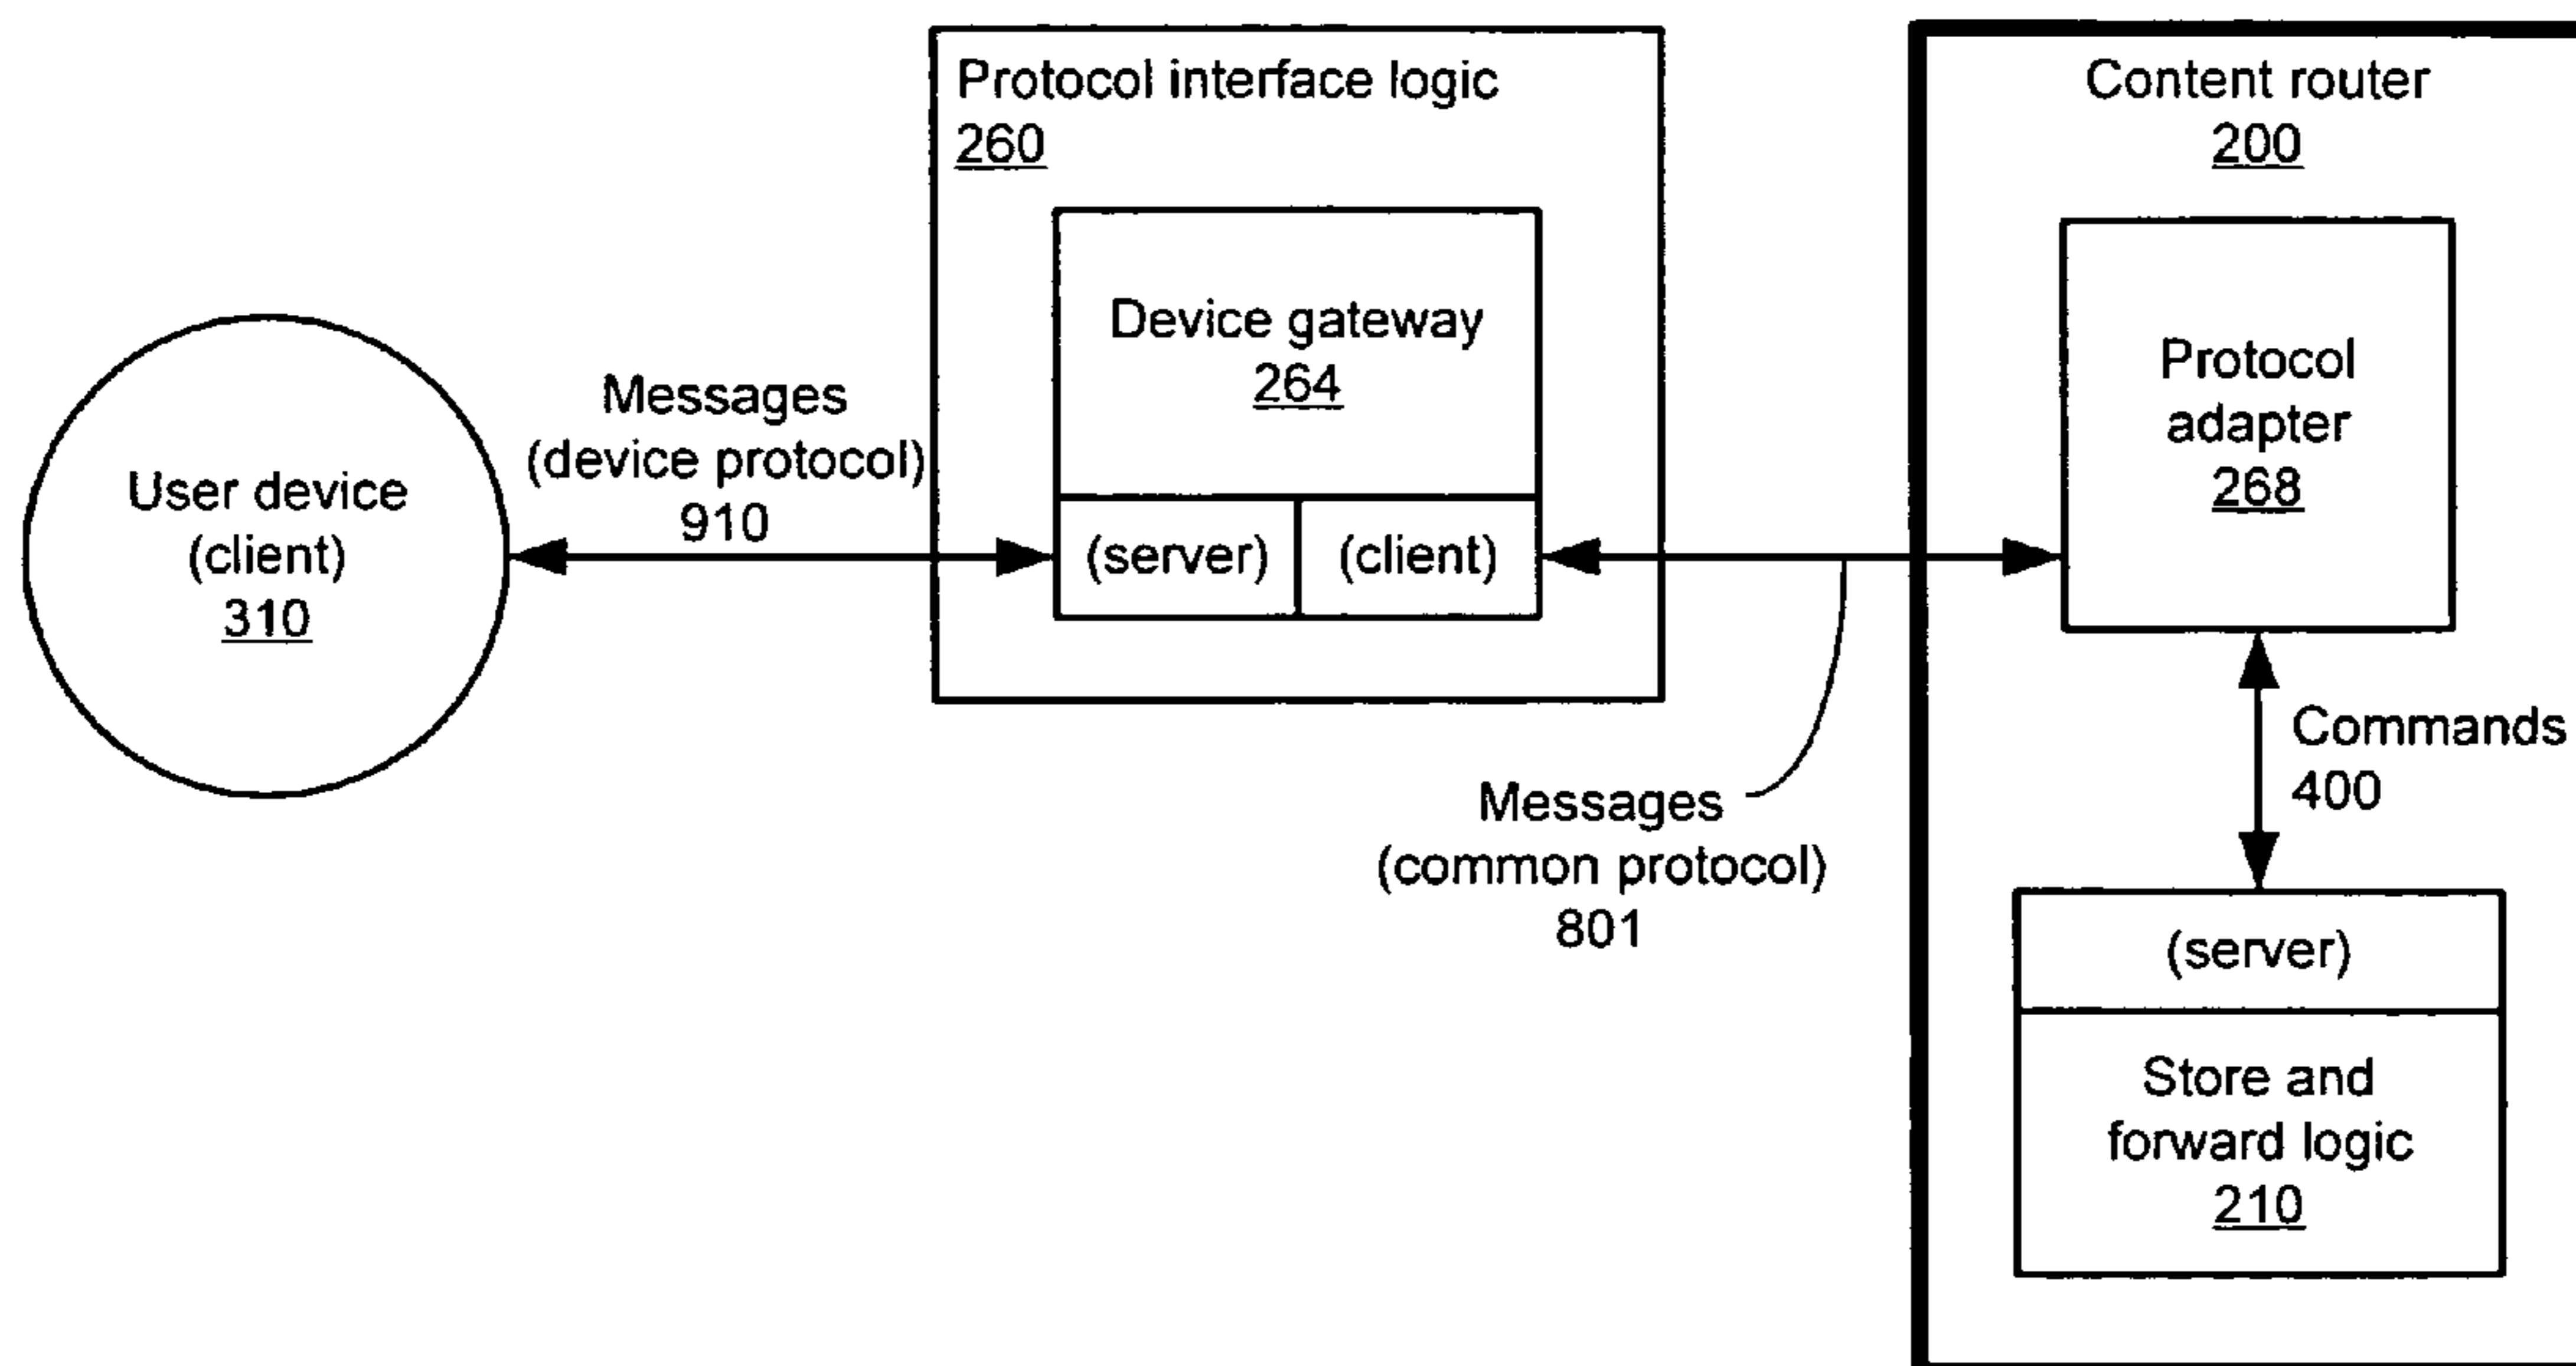 User device
(client)
310
Messages
(device protocol)
910
Protocol interface logic
260
Device gateway
264
(server)
(client)
Messages
(common protocol)
801
Content router
200
Protocol
adapter
268
Commands
400
(server)
Store and
forward logic
210